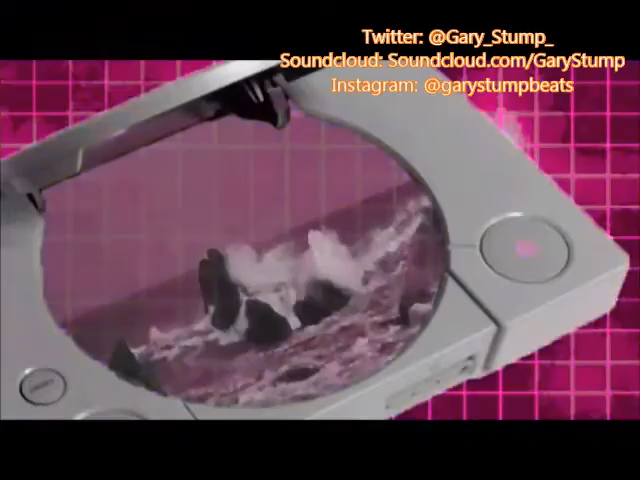 Twitter: @Gary_Stump_
Soundcloud: Soundcloud.com/GaryStump
Instagram: @garystumpbeats